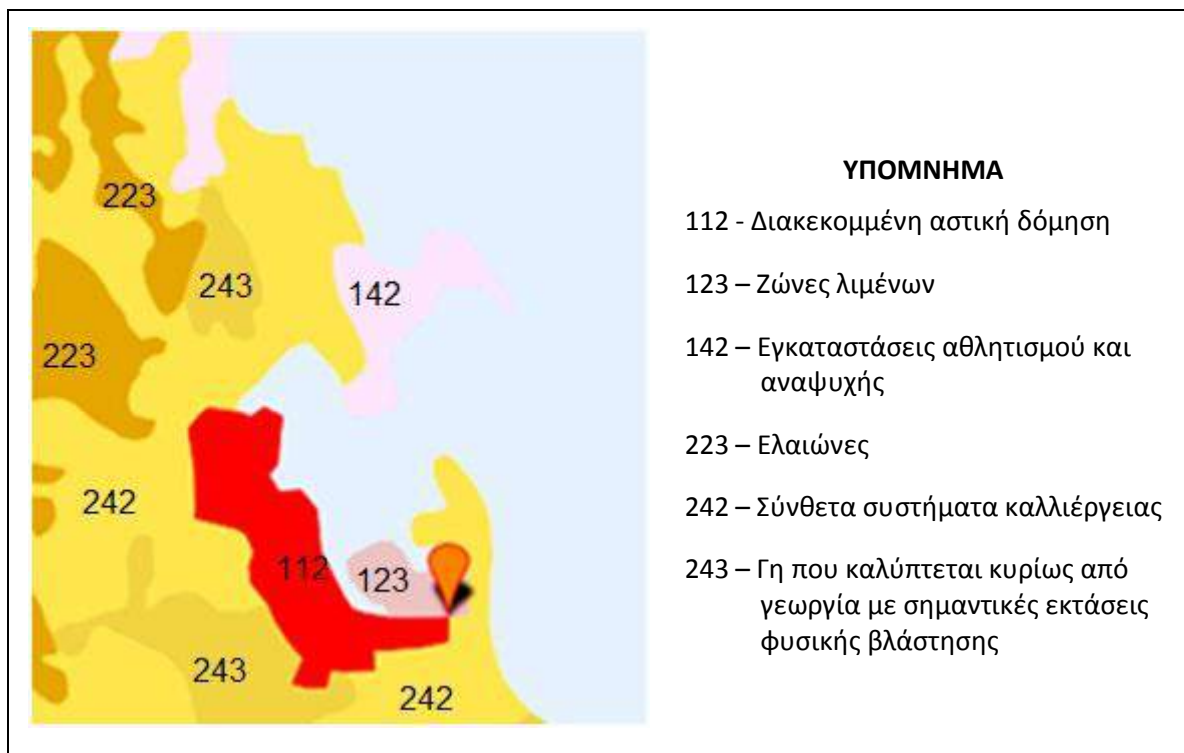 223
243
142
223
242
112
123
243
242
ΥΠΟΜΝΗΜΑ
112 - Διακεκομμένη αστική δόμηση
123 – Ζώνες λιμένων
142 – Εγκαταστάσεις αθλητισμού και
αναψυχής
223 – Ελαιώνες
242 – Σύνθετα συστήματα καλλιέργειας
243 – Γη που καλύπτεται κυρίως από
γεωργία με σημαντικές εκτάσεις
φυσικής βλάστησης